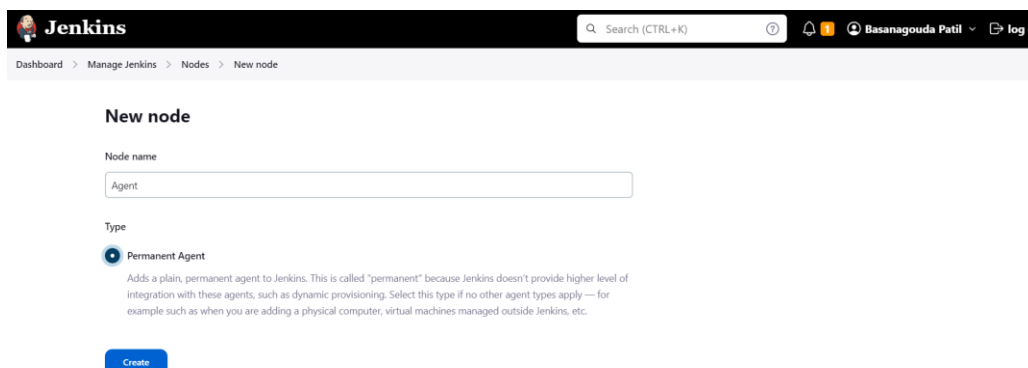 Jenkins
Search (CTRL+K)
1
Basanagouda Patil
log
Dashboard > Manage Jenkins > Nodes > New node
New node
Node name
Agent
Type
Permanent Agent
Adds a plain, permanent agent to Jenkins. This is called "permanent" because Jenkins doesn't provide higher level of
integration with these agents, such as dynamic provisioning. Select this type if no other agent types apply — for
example such as when you are adding a physical computer, virtual machines managed outside Jenkins, etc.
Create